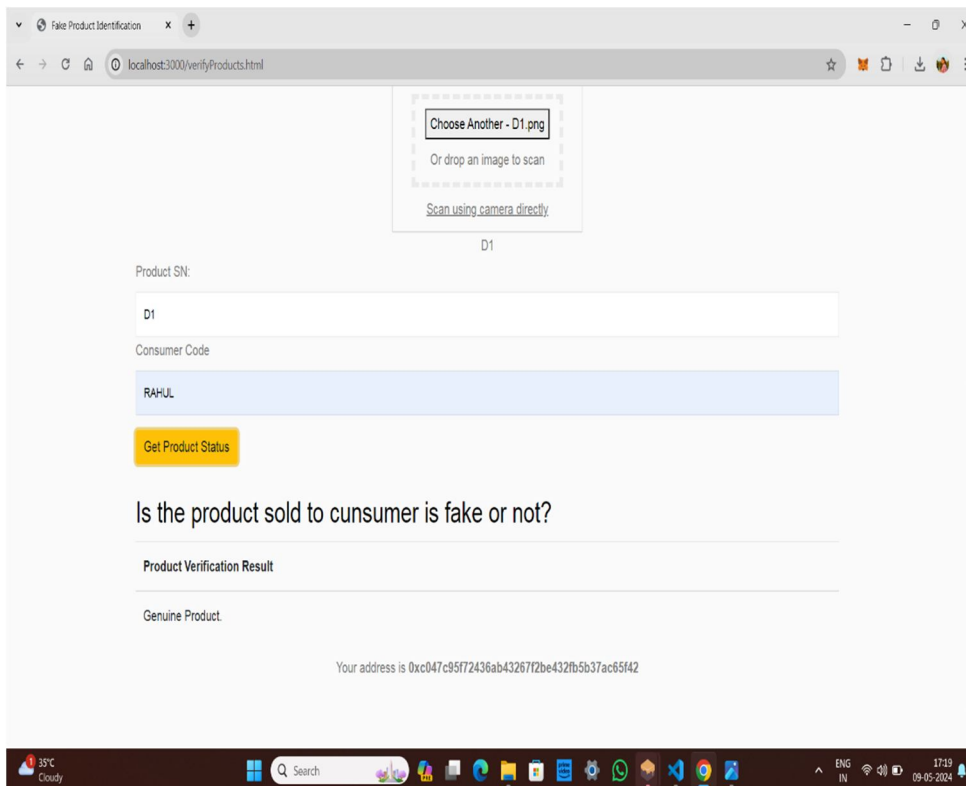 Fake Product Identification
localhost:3000/verifyProducts.html
Choose Another - D1.png
Or drop an image to scan
Scan using camera directly
D1
Product SN:
D1
Consumer Code
RAHUL
Get Product Status
Is the product sold to cunsumer is fake or not?
Product Verification Result
Genuine Product.
Your address is 0xc047c95f72436ab43267f2be432fb5b37ac65f42
1
35°C
Cloudy
Search
PRE
ENG
IN
17:19
09-05-2024